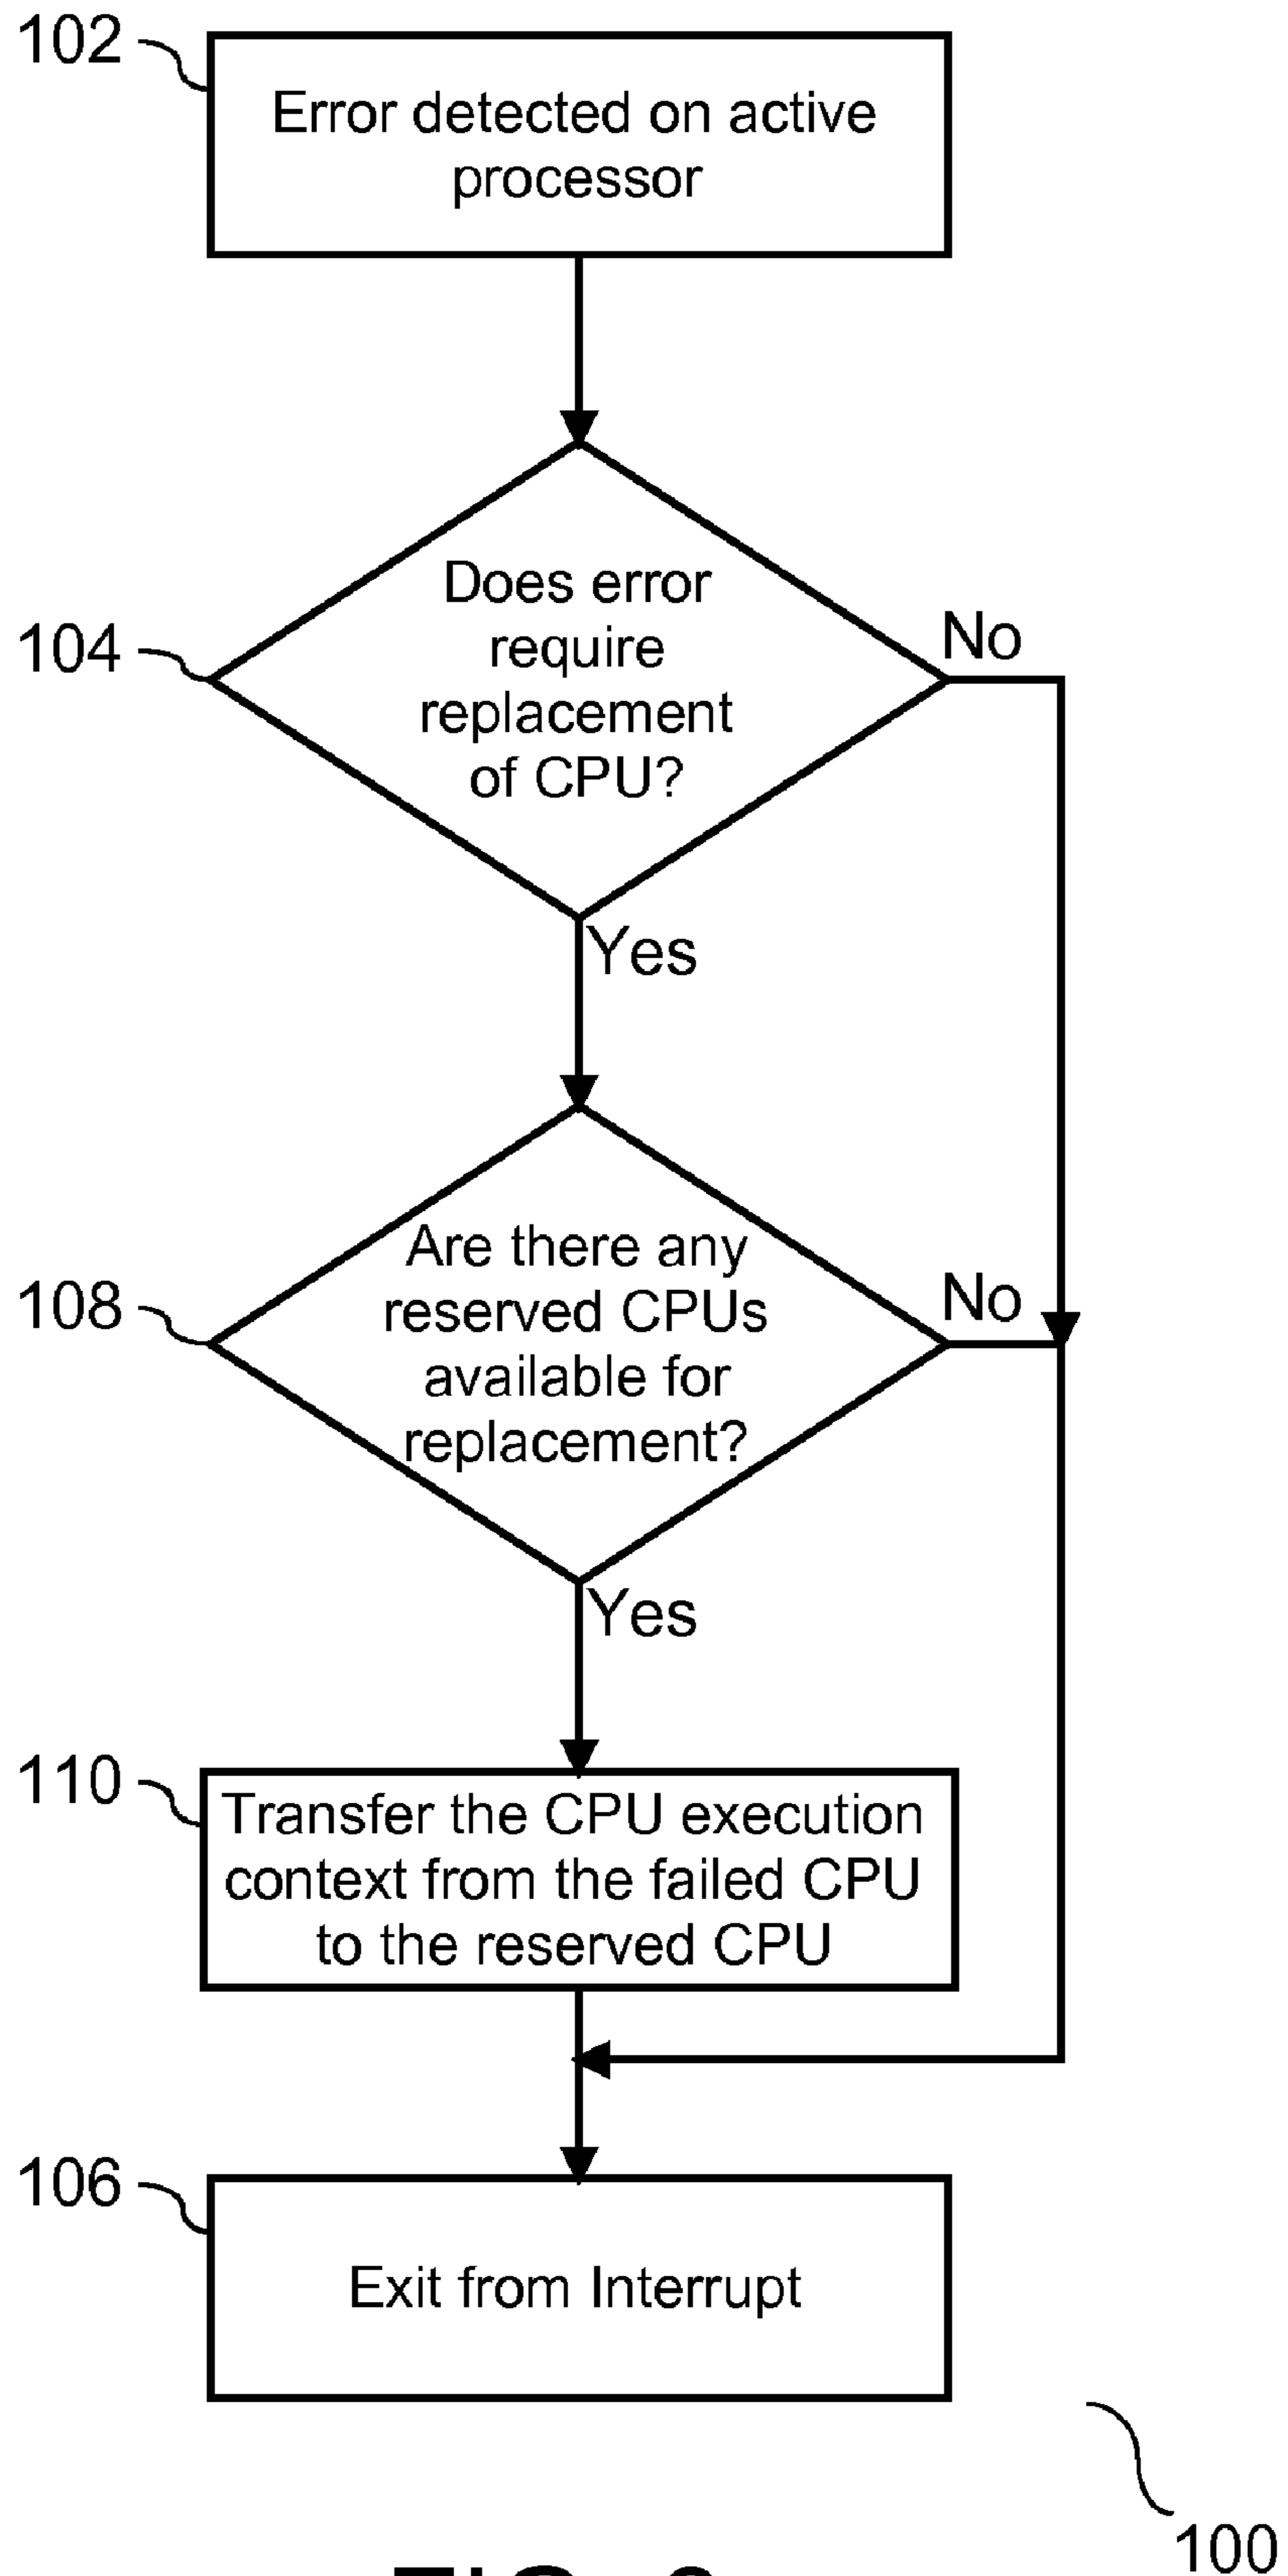 102
Error detected on active
processor
104
Does error
require
replacement
of CPU?
No
Yes
108
Are there any
reserved CPUs
available for
replacement?
No
Yes
110
Transfer the CPU execution
context from the failed CPU
to the reserved CPU
106
Exit from Interrupt
100